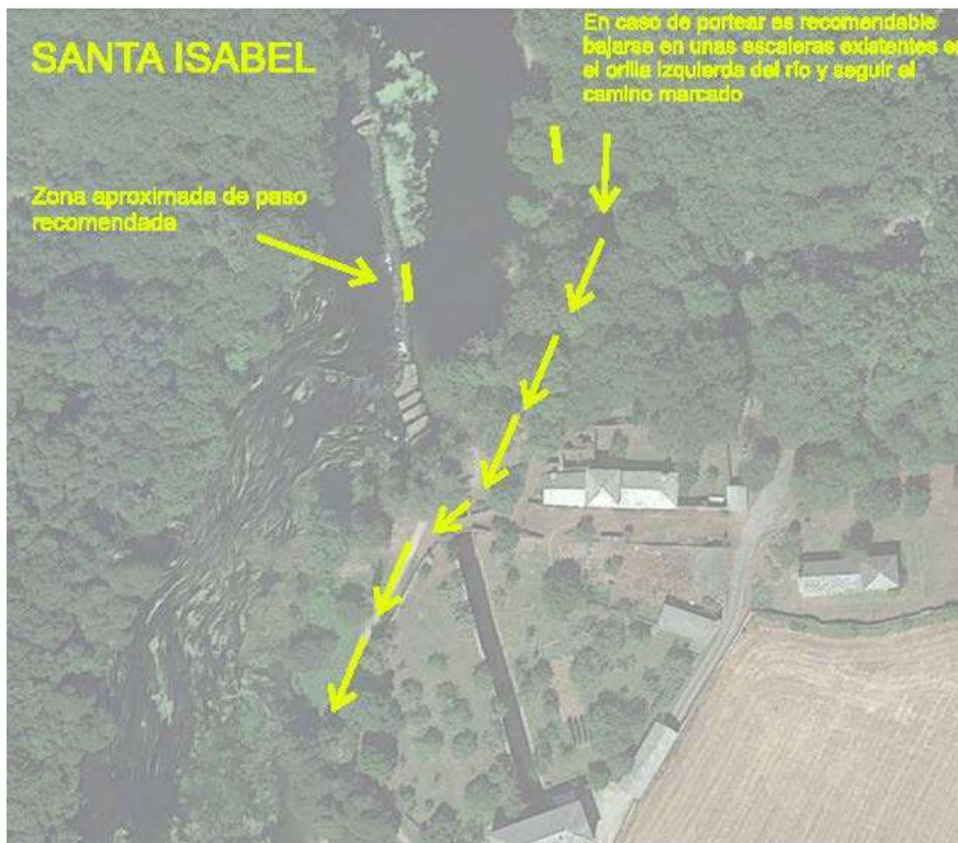 SANTA ISABEL
En caso de portear es recomendable
bajarse en unas escaleras existentes en
el orilla izquierda del río y seguir el
camino marcado
Zona aproximada de paso
recomendada